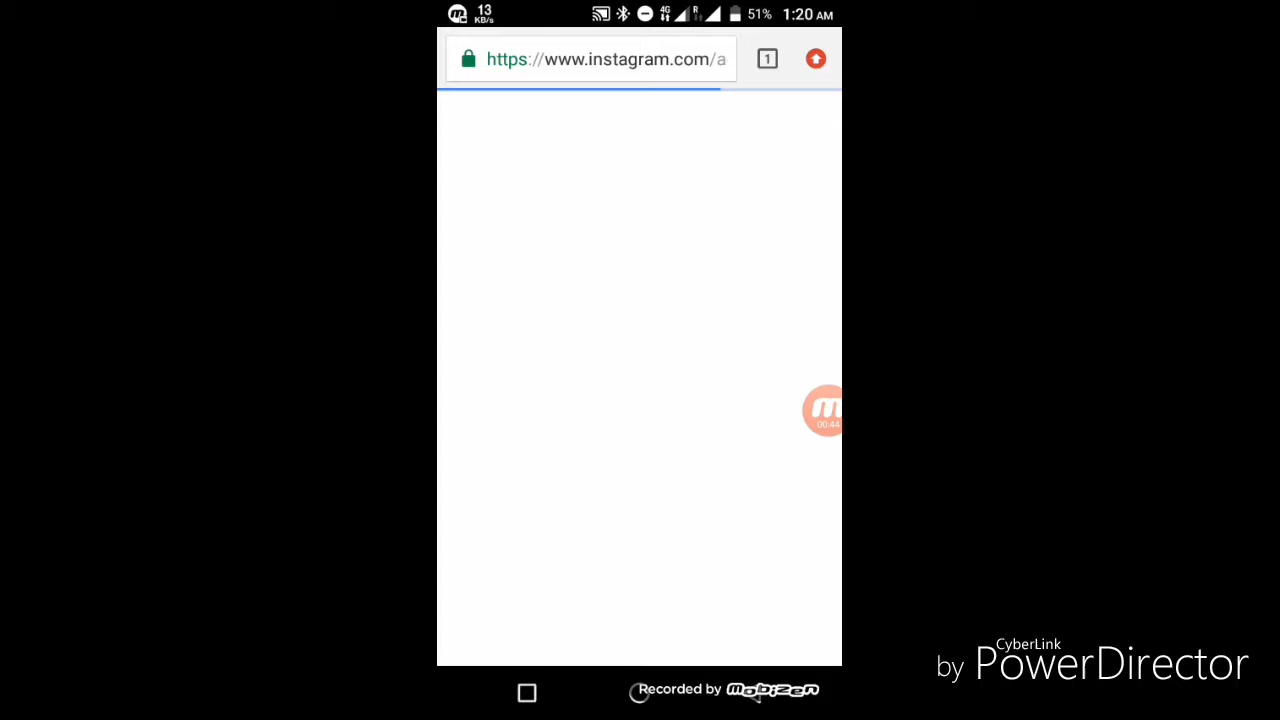 13
KB/s
4G
R
51%
1:20 AM
https://www.instagram.com/a
1
m
00:44
Recorded by mobizen
CyberLink
by PowerDirector